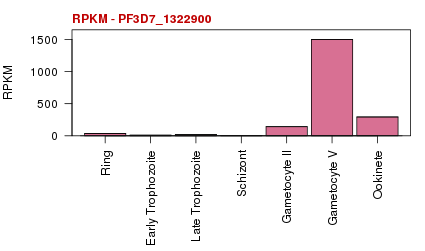 RPKM - PF3D7_1322900
RPKM
1500
1000
500
0
Ring
Early Trophozoite
Late Trophozoite
Schizont
Gametocyte II
Gametocyte V
Ookinete